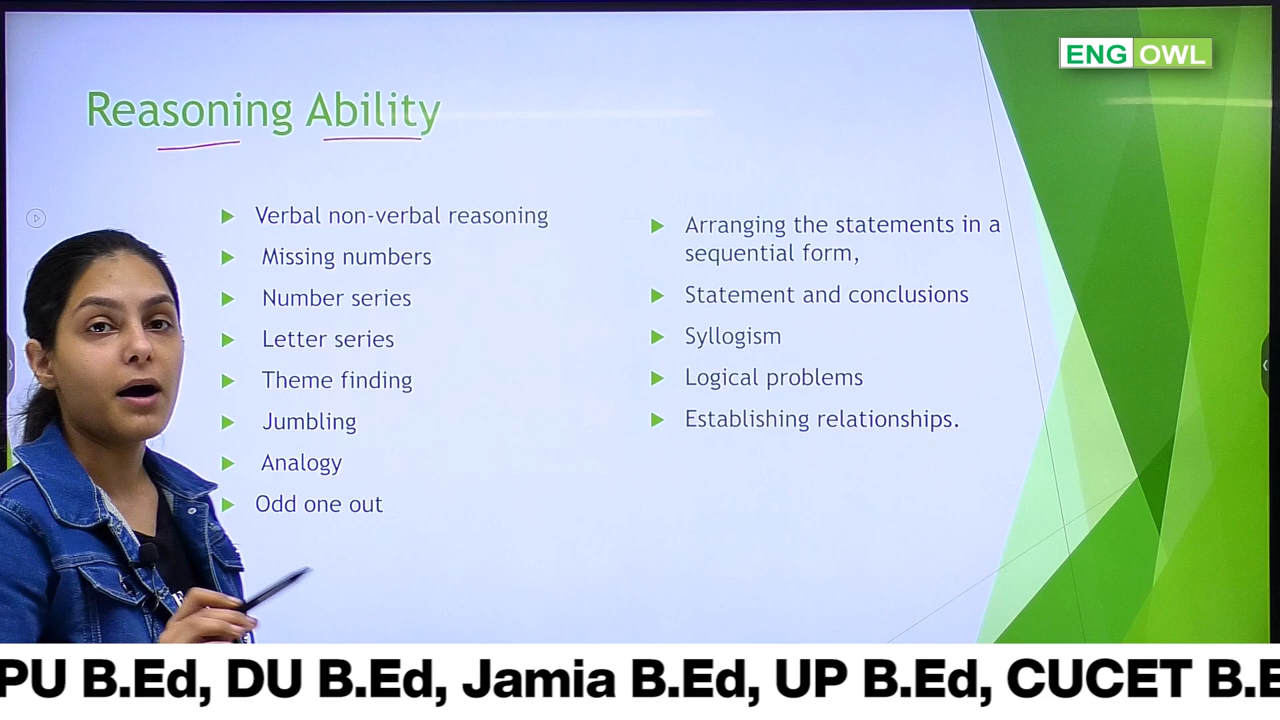 ENG OWL
Reasoning Ability
Verbal non-verbal reasoning
Missing numbers
Number series
Letter series
Theme finding
Jumbling
Analogy
Odd one out
Arranging the statements in a
sequential form,
Statement and conclusions
Syllogism
Logical problems
Establishing relationships.
PU B.Ed, DU B.Ed, Jamia B.Ed, UP B.Ed, CUCET B.E